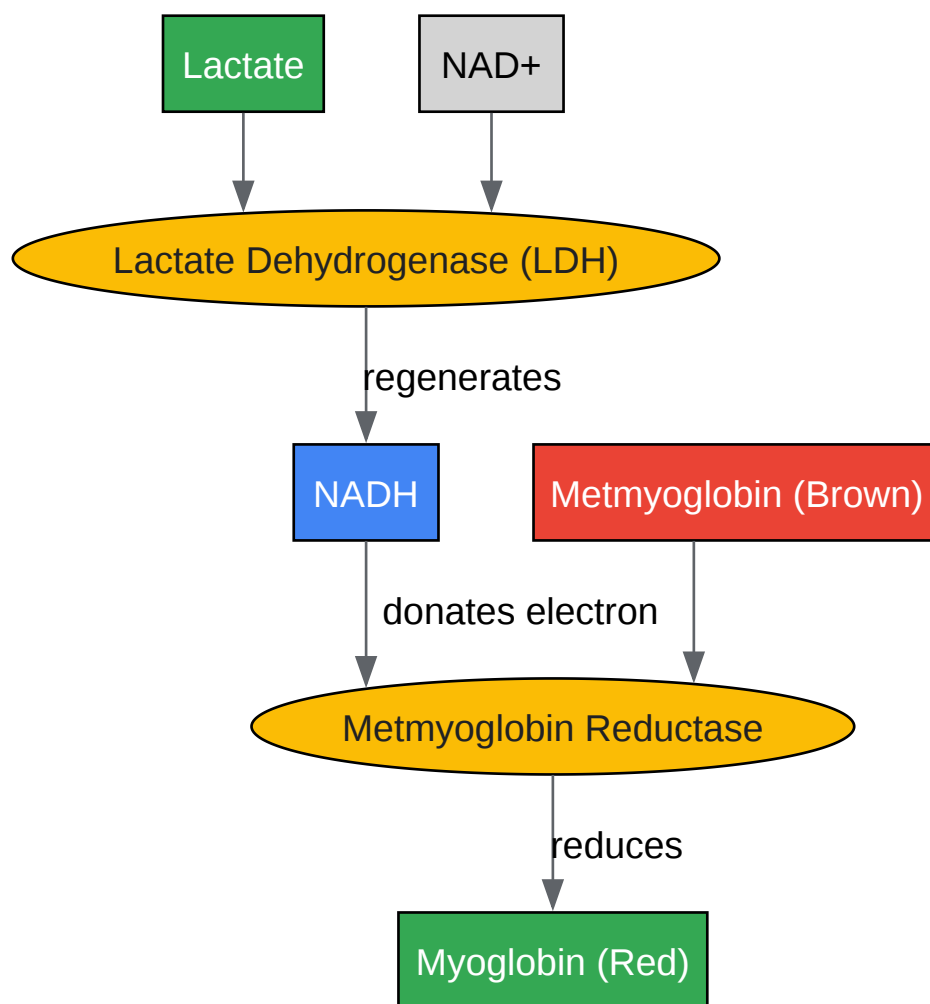 Lactate
NAD+
Lactate Dehydrogenase (LDH)
regenerates
NADH
Metmyoglobin (Brown)
donates electron
Metmyoglobin Reductase
reduces
Myoglobin (Red)